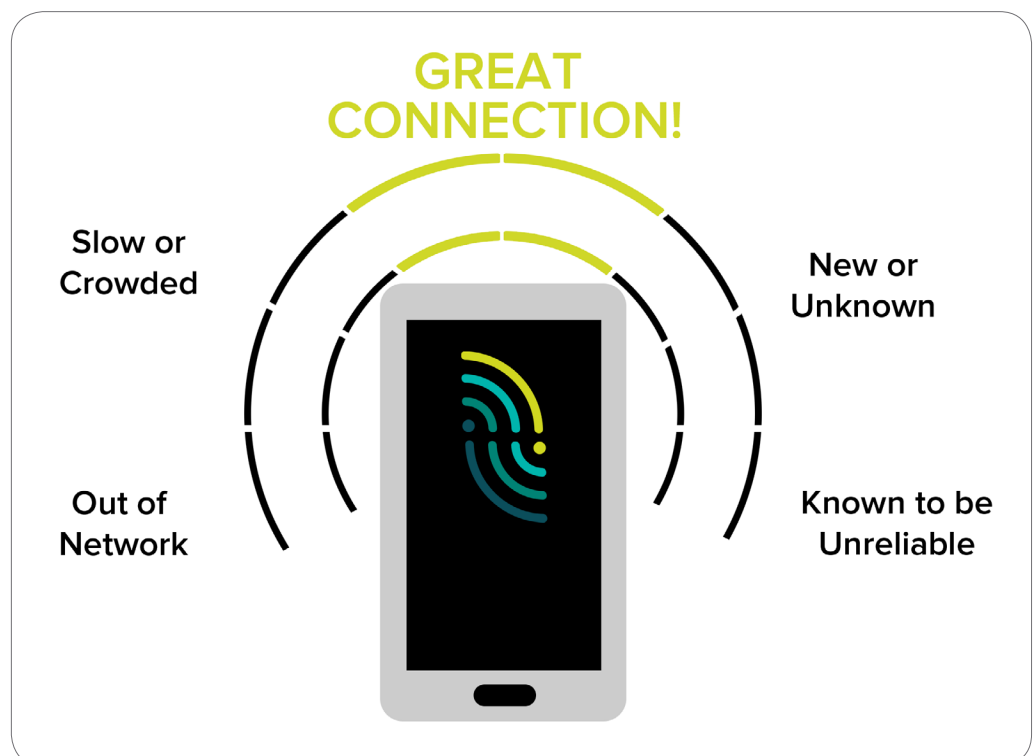 GREAT
CONNECTION!
Slow or
Crowded
New or
Unknown
Out of
Network
Known to be
Unreliable